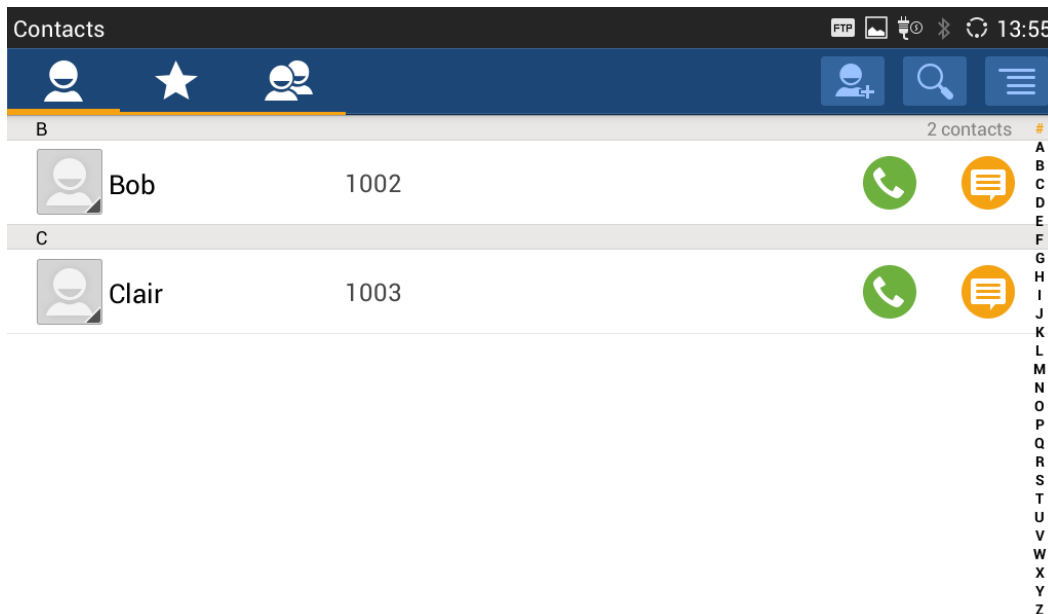 Contacts
FTP
13:55
B 2 contacts
Bob 1002
C
Clair 1003
#
A
B
C
D
E
F
G
H
I
J
K
L
M
N
O
P
Q
R
S
T
U
V
W
X
Y
Z